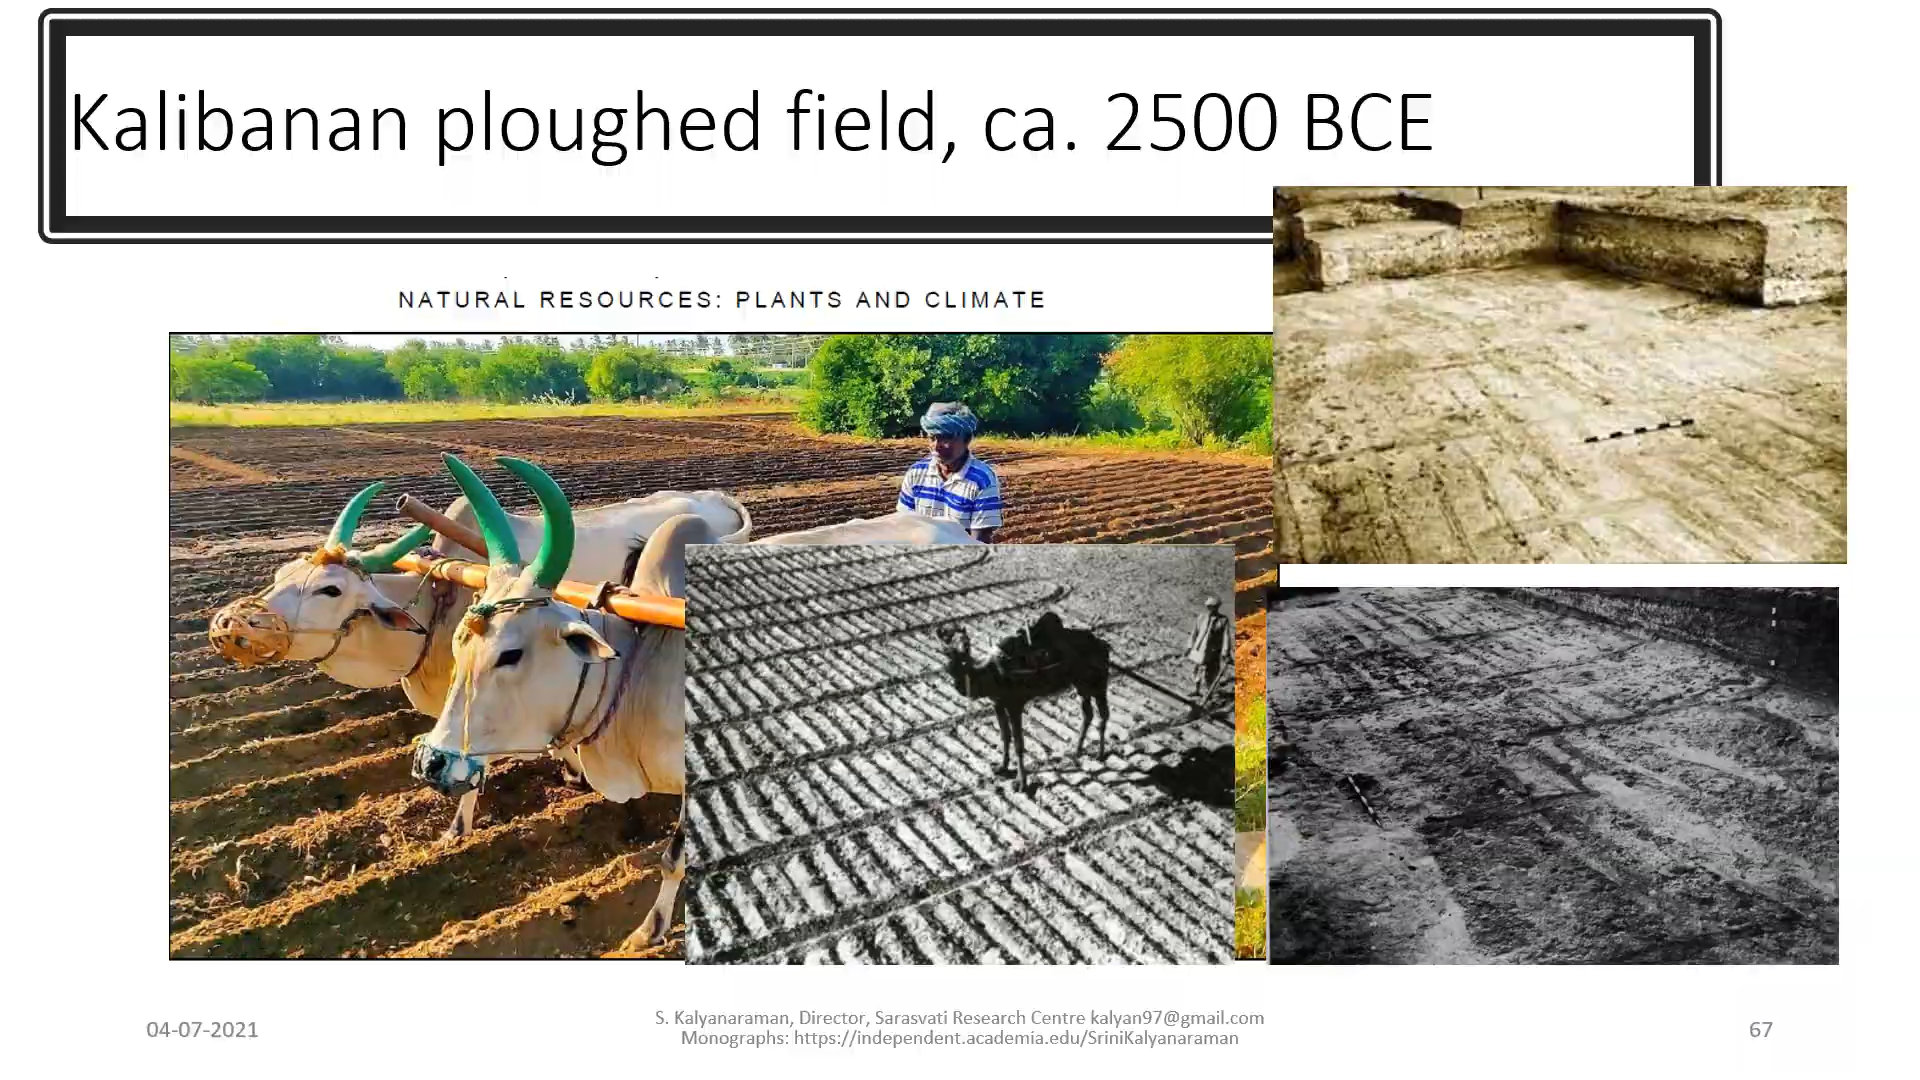 Kalibanan ploughed field, ca. 2500 BCE
NATURAL RESOURCES: PLANTS AND CLIMATE
04-07-2021
S. Kalyanaraman, Director, Sarasvati Research Centre kalyan97@gmail.com
Monographs: https://independent.academia.edu/SriniKalyanaraman
67